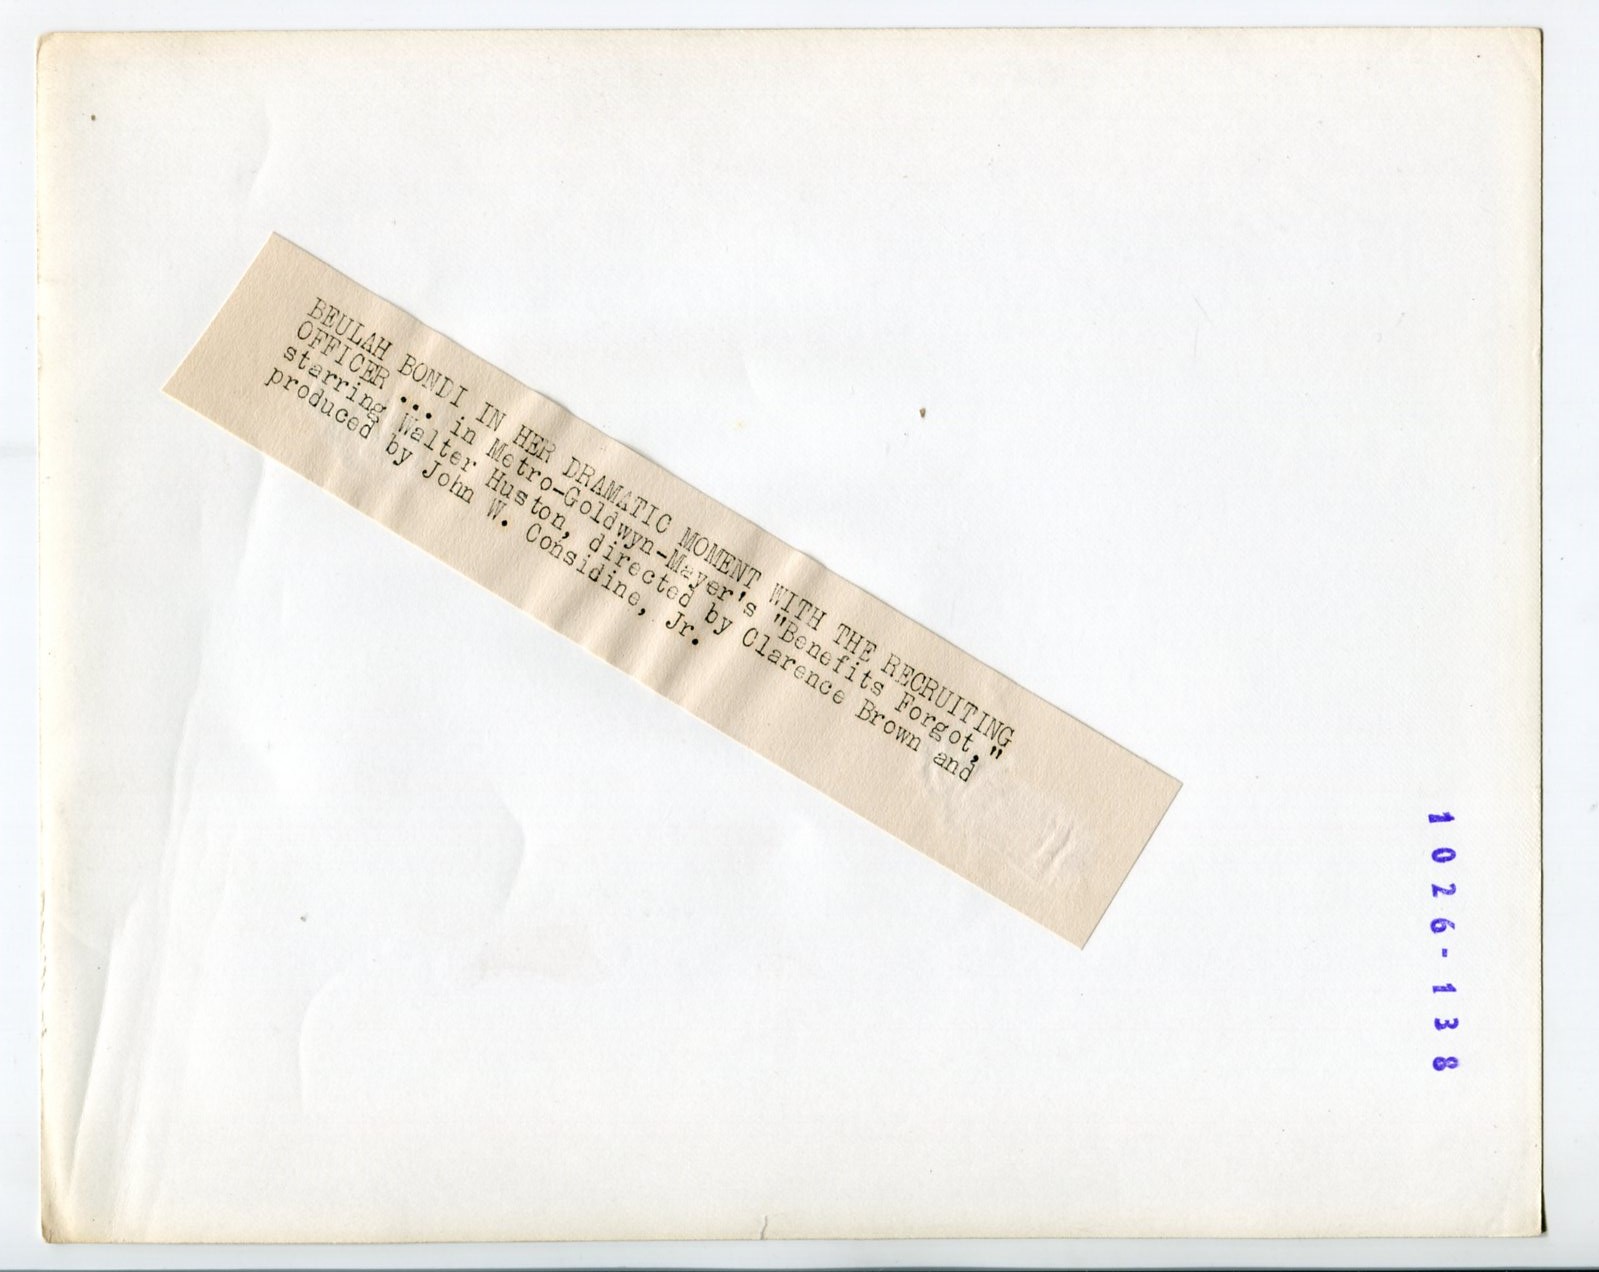 BEULAH BONDI IN HER DRAMATIC MOMENT WITH THE RECRUITING
OFFICER ... in Metro-Goldwyn-Mayer's "Benefits Forgot,"
starring Walter Huston, directed by Clarence Brown and
produced by John W. Considine, Jr.
1026-138